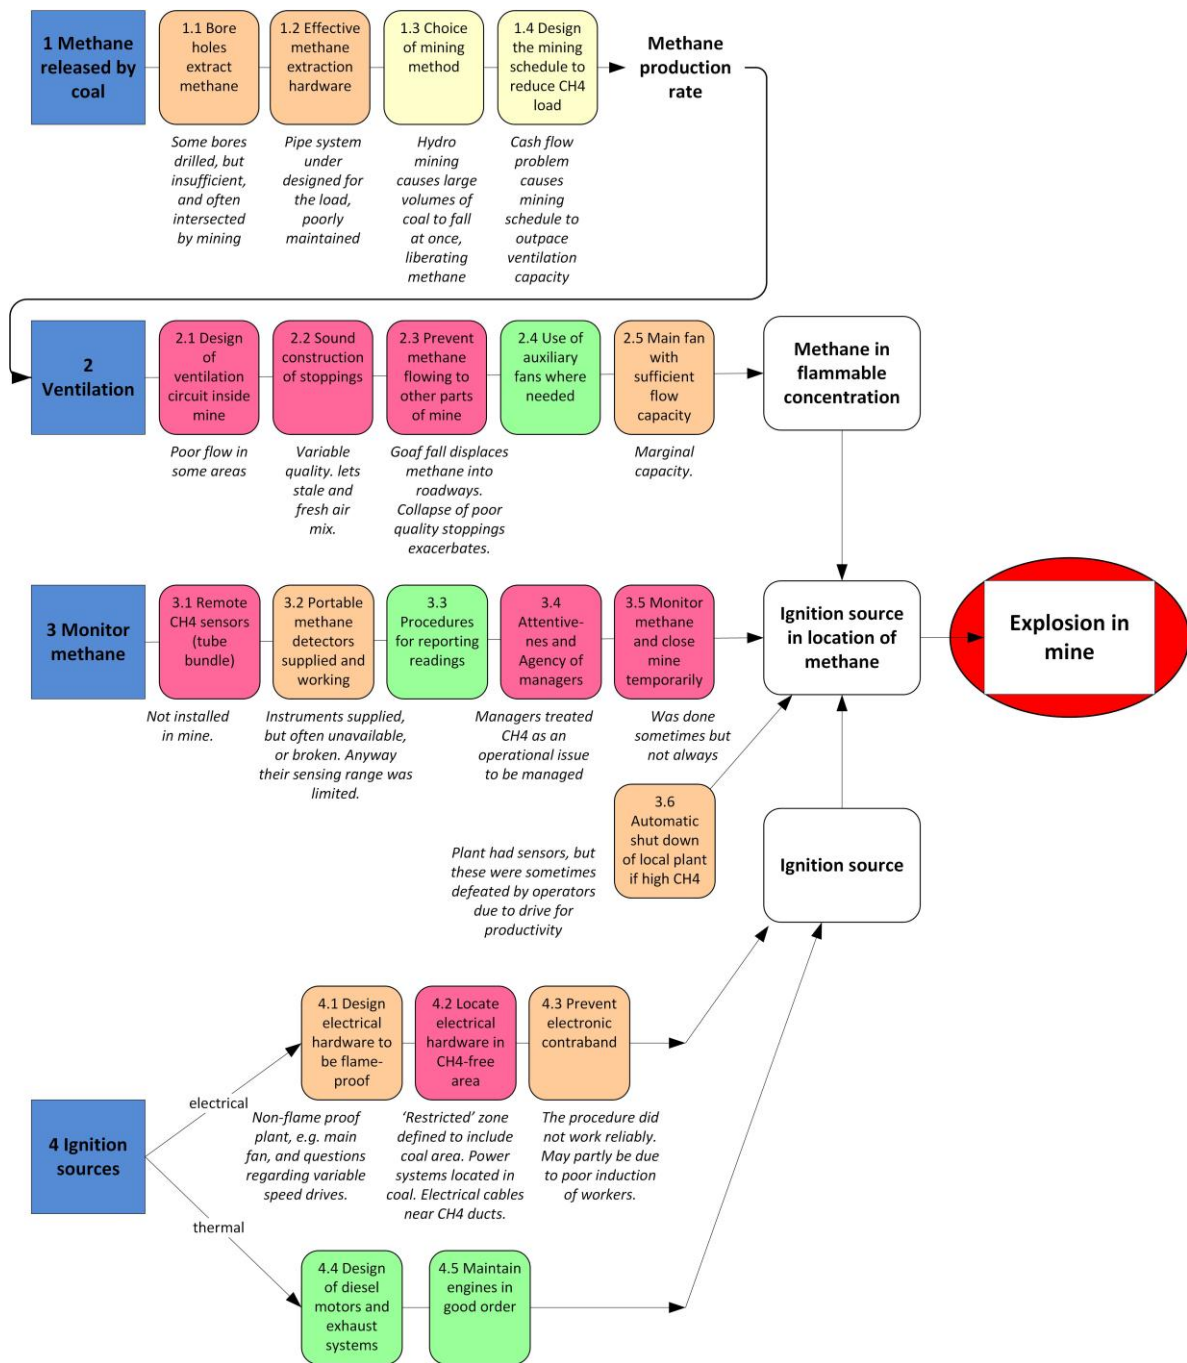 1 Methane
released by
coal
1.1 Bore
holes
extract
methane
1.2 Effective
methane
extraction
hardware
1.3 Choice
of mining
method
1.4 Design
the mining
schedule to
reduce CH4
load
Methane
production
rate
Some bores
drilled, but
insufficient,
and often
intersected
by mining
Pipe system
under
designed for
the load,
poorly
maintained
Hydro
mining
causes large
volumes of
coal to fall
at once,
liberating
methane
Cash flow
problem
causes
mining
schedule to
outpace
ventilation
capacity
2
Ventilation
2.1 Design
of
ventilation
circuit inside
mine
2.2 Sound
construction
of stoppings
2.3 Prevent
methane
flowing to
other parts
of mine
2.4 Use of
auxiliary
fans where
needed
2.5 Main fan
with
sufficient
flow
capacity
Methane in
flammable
concentration
Poor flow in
some areas
Variable
quality. lets
stale and
fresh air
mix.
Goaf fall displaces
methane into
roadways.
Collapse of poor
quality stoppings
exacerbates.
Marginal
capacity.
3 Monitor
methane
3.1 Remote
CH4 sensors
(tube
bundle)
3.2 Portable
methane
detectors
supplied and
working
3.3
Procedures
for reporting
readings
3.4
Attentive-
nes and
Agency of
managers
3.5 Monitor
methane
and close
mine
temporarily
Ignition source
in location of
methane
Explosion in
mine
Not installed
in mine.
Instruments supplied,
but often unavailable,
or broken. Anyway
their sensing range was
limited.
Managers treated
CH4 as an
operational issue
to be managed
Was done
sometimes but
not always
3.6
Automatic
shut down
of local plant
if high CH4
Plant had sensors, but
these were sometimes
defeated by operators
due to drive for
productivity
Ignition source
4 Ignition
sources
electrical
thermal
4.1 Design
electrical
hardware to
be flame-
proof
4.2 Locate
electrical
hardware in
CH4-free
area
4.3 Prevent
electronic
contraband
Non-flame proof
plant, e.g. main
fan, and questions
regarding variable
speed drives.
‘Restricted’ zone
defined to include
coal area. Power
systems located in
coal. Electrical cables
near CH4 ducts.
The procedure did
not work reliably.
May partly be due
to poor induction
of workers.
4.4 Design
of diesel
motors and
exhaust
systems
4.5 Maintain
engines in
good order